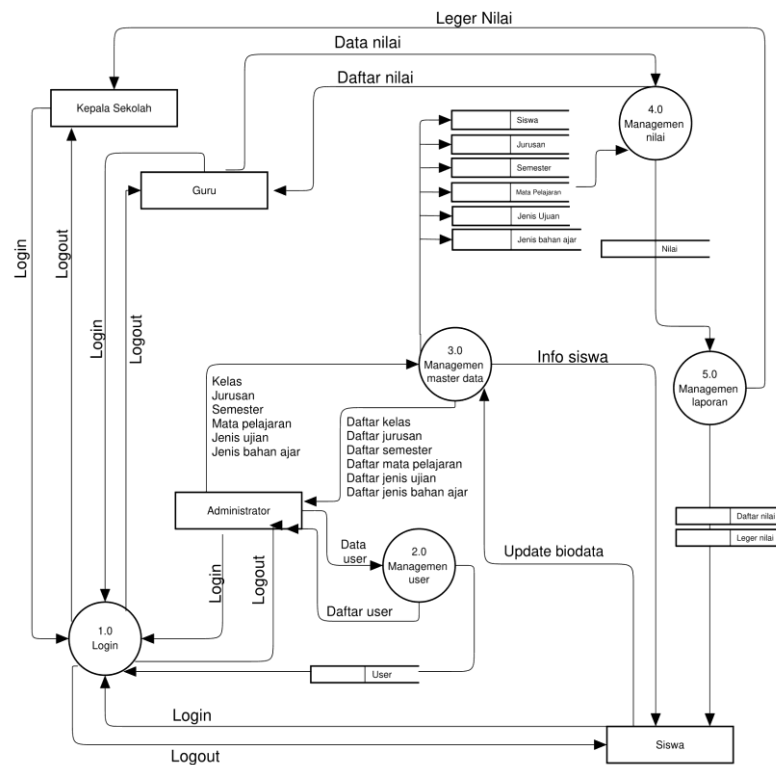 Leger Nilai
Data nilai
Daftar nilai
Kepala Sekolah
4.0
Managemen
nilai
Siswa
Jurusan
Semester
Mata Pelajaran
Jenis Ujuan
Jenis bahan ajar
Guru
Nilai
Login
Logout
Login
Logout
3.0
Managemen
master data
Info siswa
5.0
Managemen
laporan
Kelas
Jurusan
Semester
Mata pelajaran
Jenis ujian
Jenis bahan ajar
Daftar kelas
Daftar jurusan
Daftar semester
Daftar mata pelajaran
Daftar jenis ujian
Daftar jenis bahan ajar
Administrator
Daftar nilai
Leger nilai
Login
Logout
Data
user
2.0
Managemen
user
Update biodata
Daftar user
1.0
Login
User
Login
Logout
Siswa